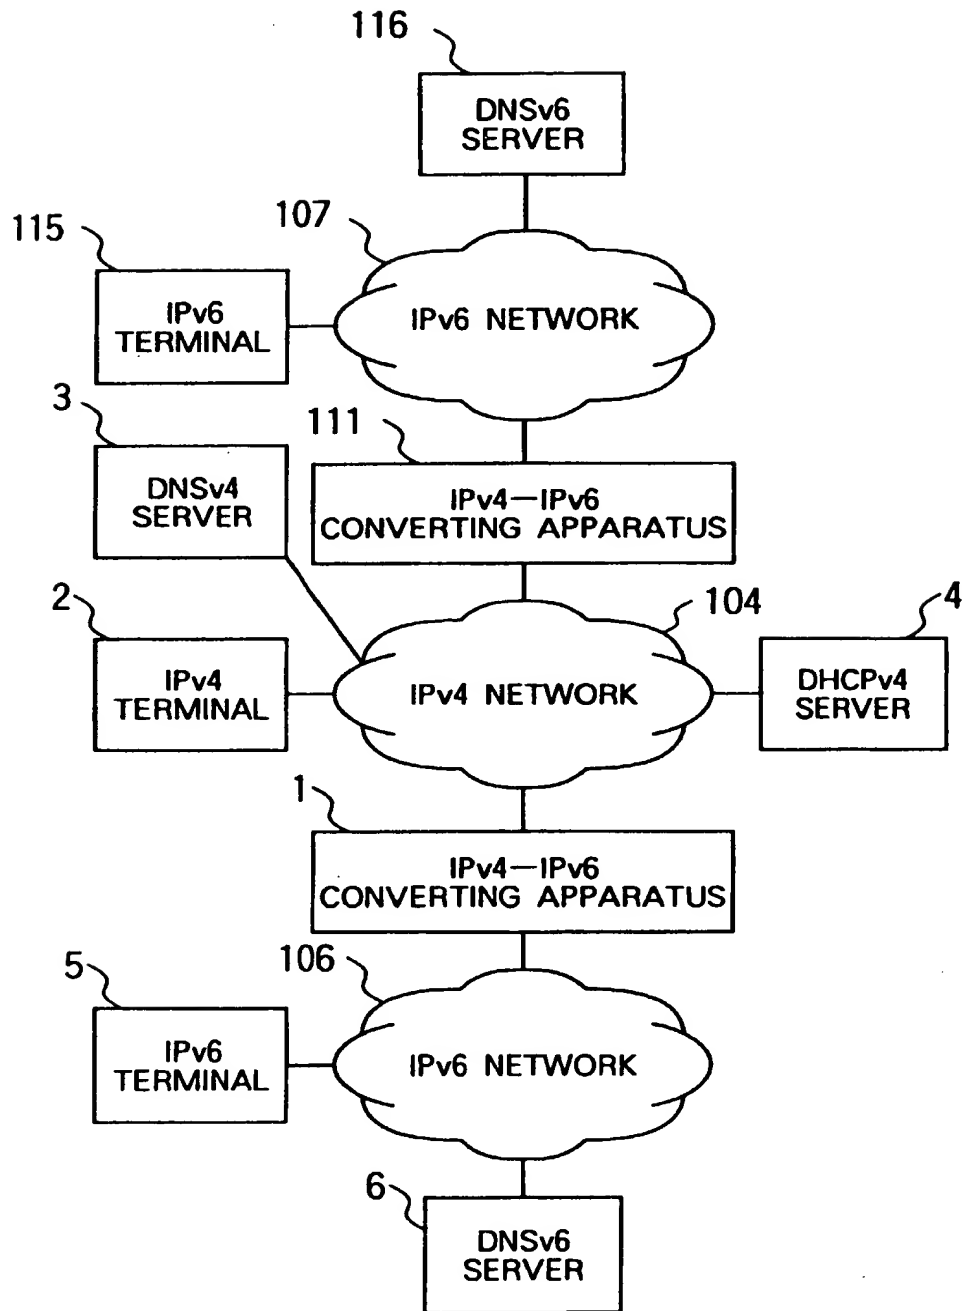 116
DNSv6
SERVER
107
115
IPv6
TERMINAL
IPv6 NETWORK
3
111
DNSv4
SERVER
IPv4—IPv6
CONVERTING APPARATUS
2
104
4
IPv4
TERMINAL
IPv4 NETWORK
DHCPv4
SERVER
1
IPv4—IPv6
CONVERTING APPARATUS
106
5
IPv6
TERMINAL
IPv6 NETWORK
6
DNSv6
SERVER